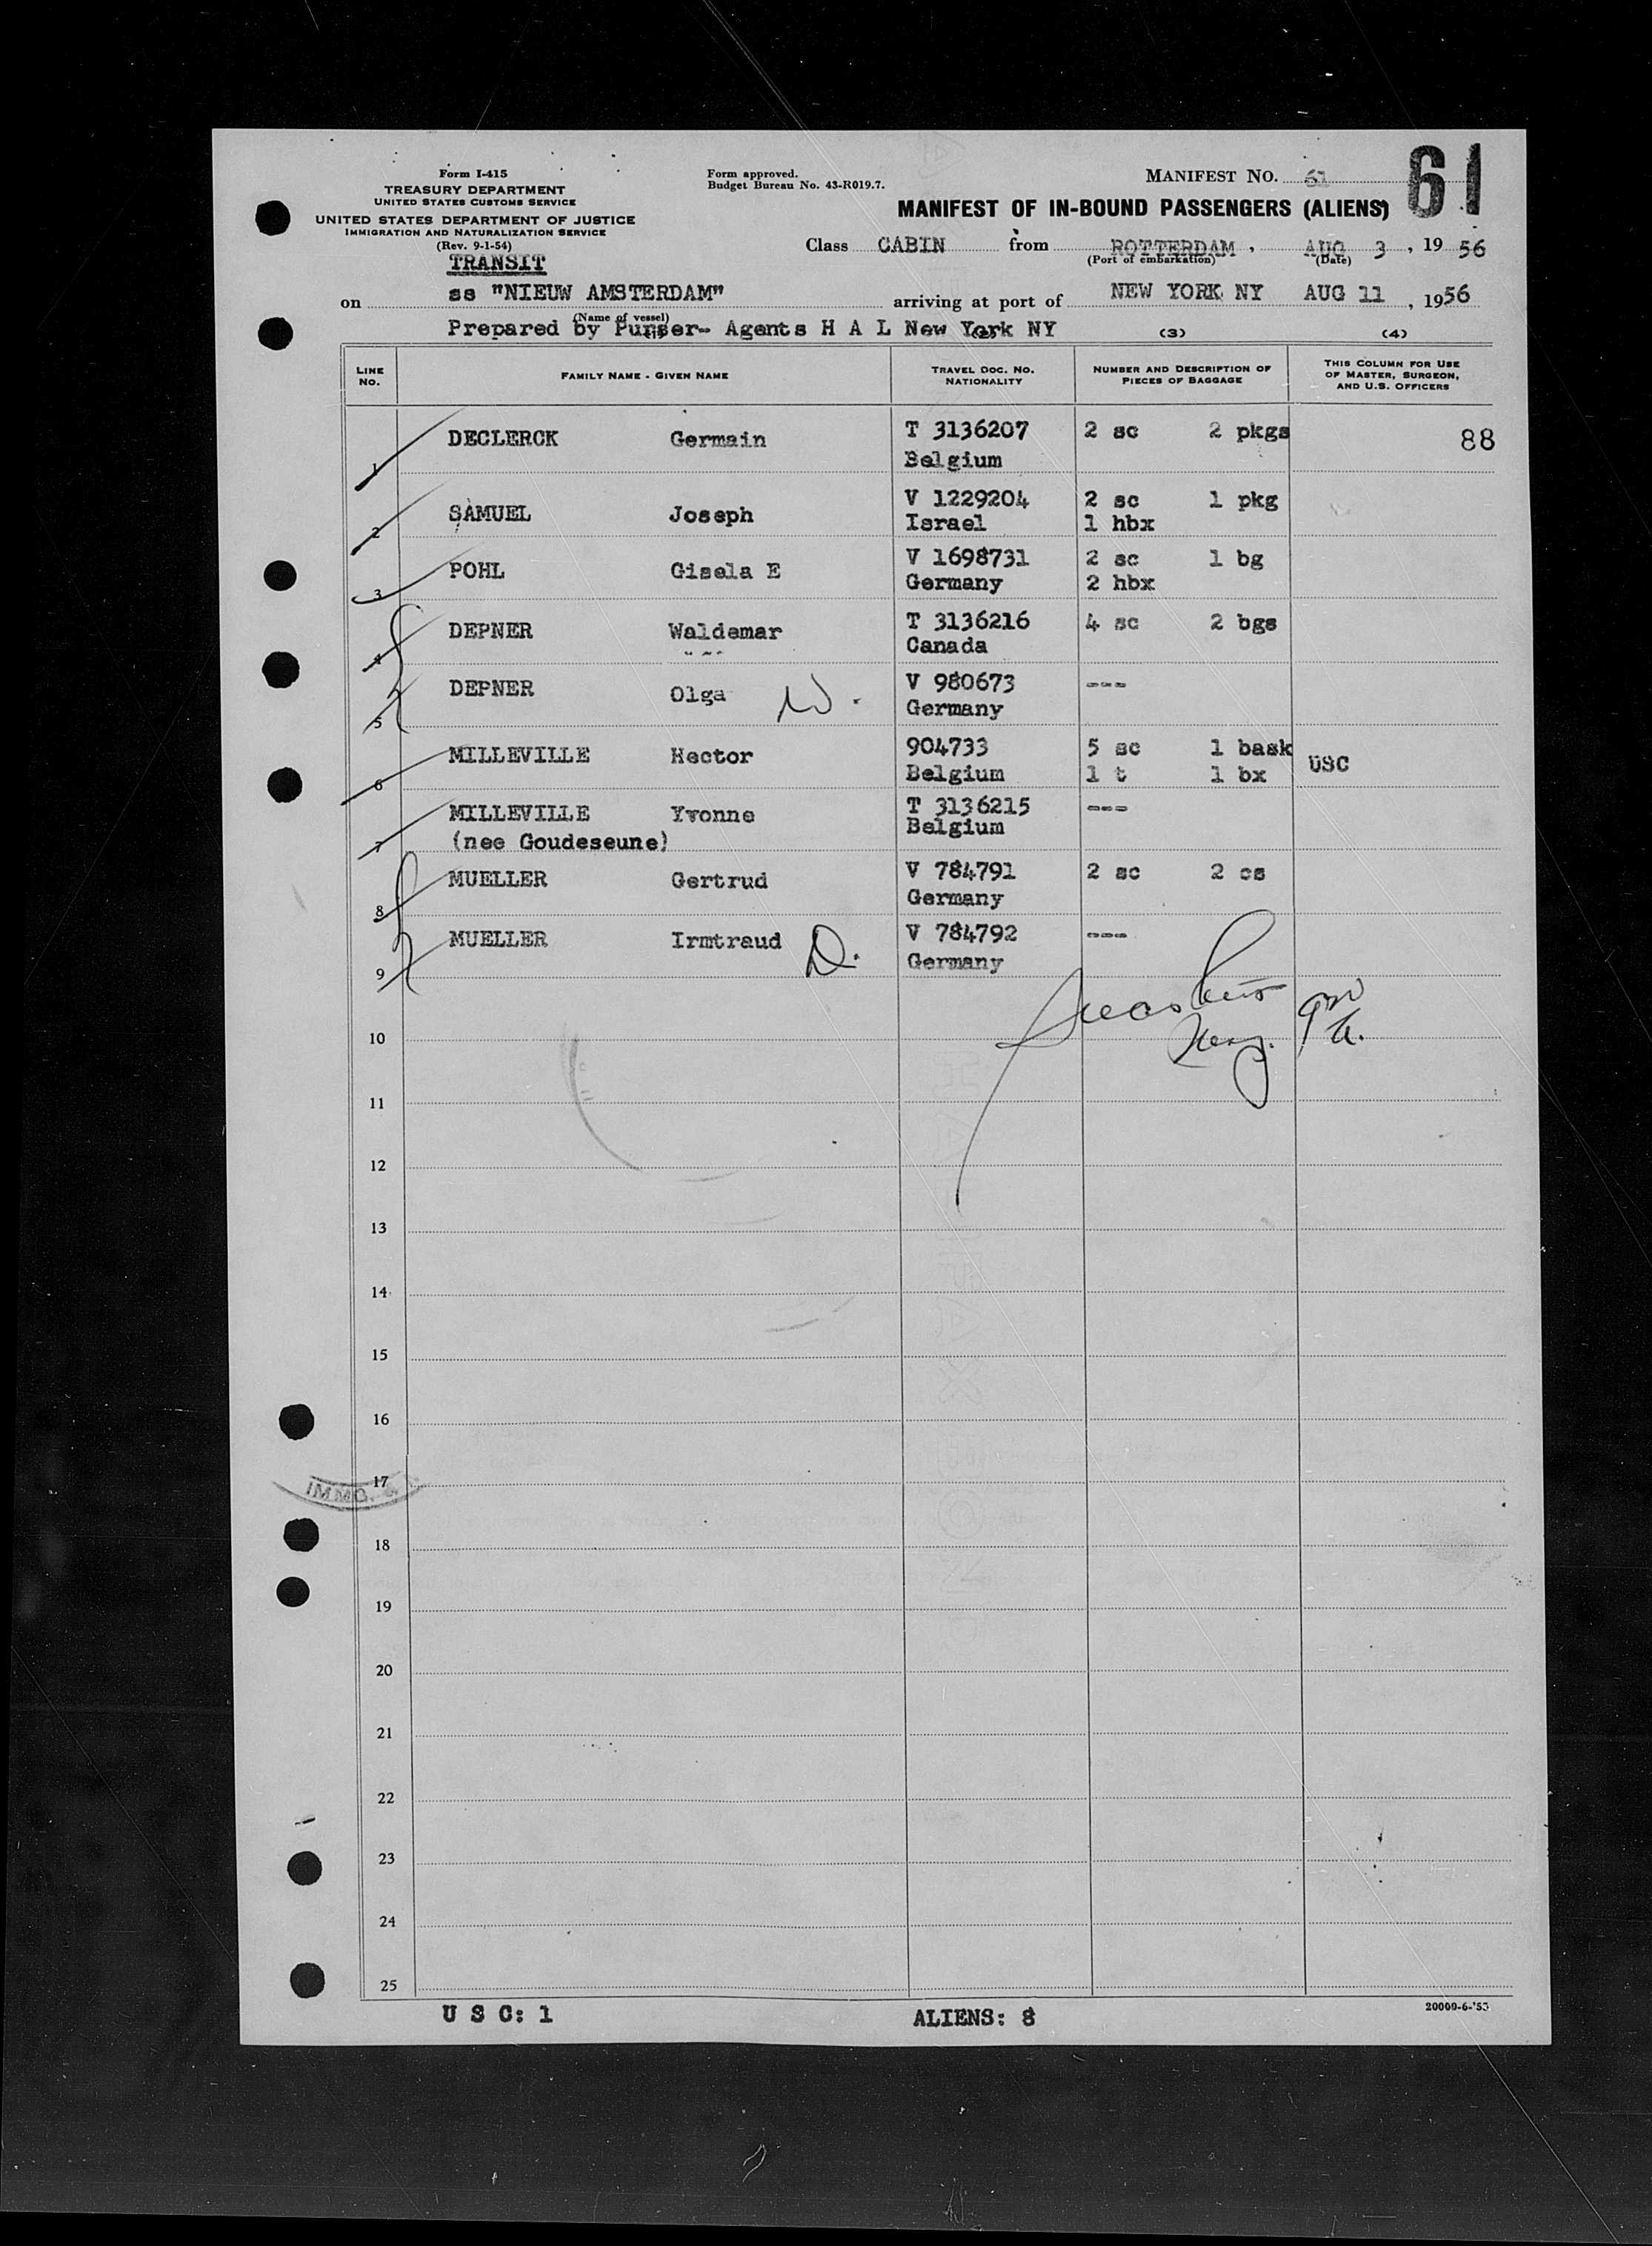 Form I-415
TREASURY DEPARTMENT
UNITED STATES CUSTOMS SERVICE
UNITED STATES DEPARTMENT OF JUSTICE
IMMIGRATION AND NATURALIZATION SERVICE
(Rev. 9-1-54)
TRANSIT
Form approved.
Budget Bureau No. 43-R019.7.
MANIFEST NO. 61
61
MANIFEST OF IN-BOUND PASSENGERS (ALIENS)
Class CABIN from ROTTERDAM, AUG 3, 19 56
(Port of embarkation) (Date)
on ss "NIEUW AMSTERDAM" arriving at port of NEW YORK NY AUG 11, 1956
(Name of vessel)
Prepared by Purser-- Agents H A L New York NY (3) (4)
LINE No. FAMILY NAME - GIVEN NAME TRAVEL DOC. NO. NATIONALITY NUMBER AND DESCRIPTION OF PIECES OF BAGGAGE THIS COLUMN FOR USE OF MASTER, SURGEON, AND U.S. OFFICERS
1 DECLERCK Germain T 3136207 2 sc 2 pkgs 88
Belgium
2 SAMUEL Joseph V 1229204 2 sc 1 pkg
Israel 1 hbx
3 POHL Gisela E V 1698731 2 sc 1 bg
Germany 2 hbx
4 DEPNER Waldemar T 3136216 4 sc 2 bgs
Canada
5 DEPNER Olga W. V 980673 ---
Germany
6 MILLEVILLE Hector 904733 5 sc 1 bask USC
Belgium 1 t 1 bx
7 MILLEVILLE Yvonne T 3136215 ---
(nee Goudeseune) Belgium
8 MUELLER Gertrud V 784791 2 sc 2 cs
Germany
9 MUELLER Irmtraud D. V 784792 ---
Germany
10
11
12
13
14
15
16
17
IMMG.
18
19
20
21
22
23
24
25
U S C: 1 ALIENS: 8 20000-6-'55